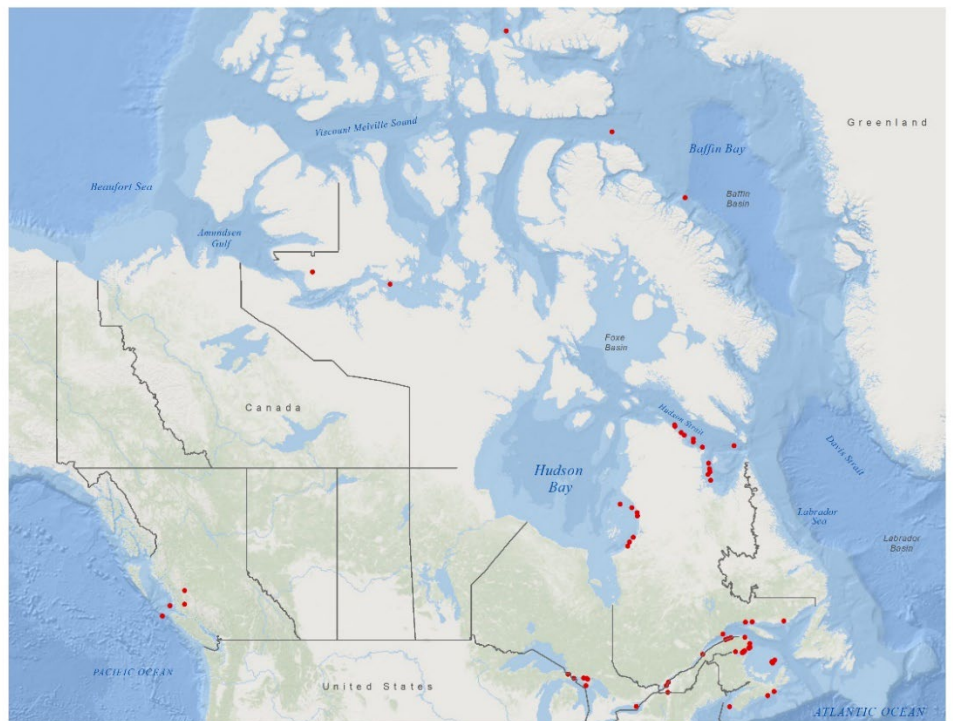 Greenland
Viscount Melville Sound
Baffin Bay
Beaufort Sea
Baffin
Basin
Amundsen
Gulf
Foxe
Basin
Canada
Hudson Strait
Davis Strait
Hudson
Bay
Labrador
Sea
Labrador
Basin
PACIFIC OCEAN
United States
ATLANTIC OCEAN